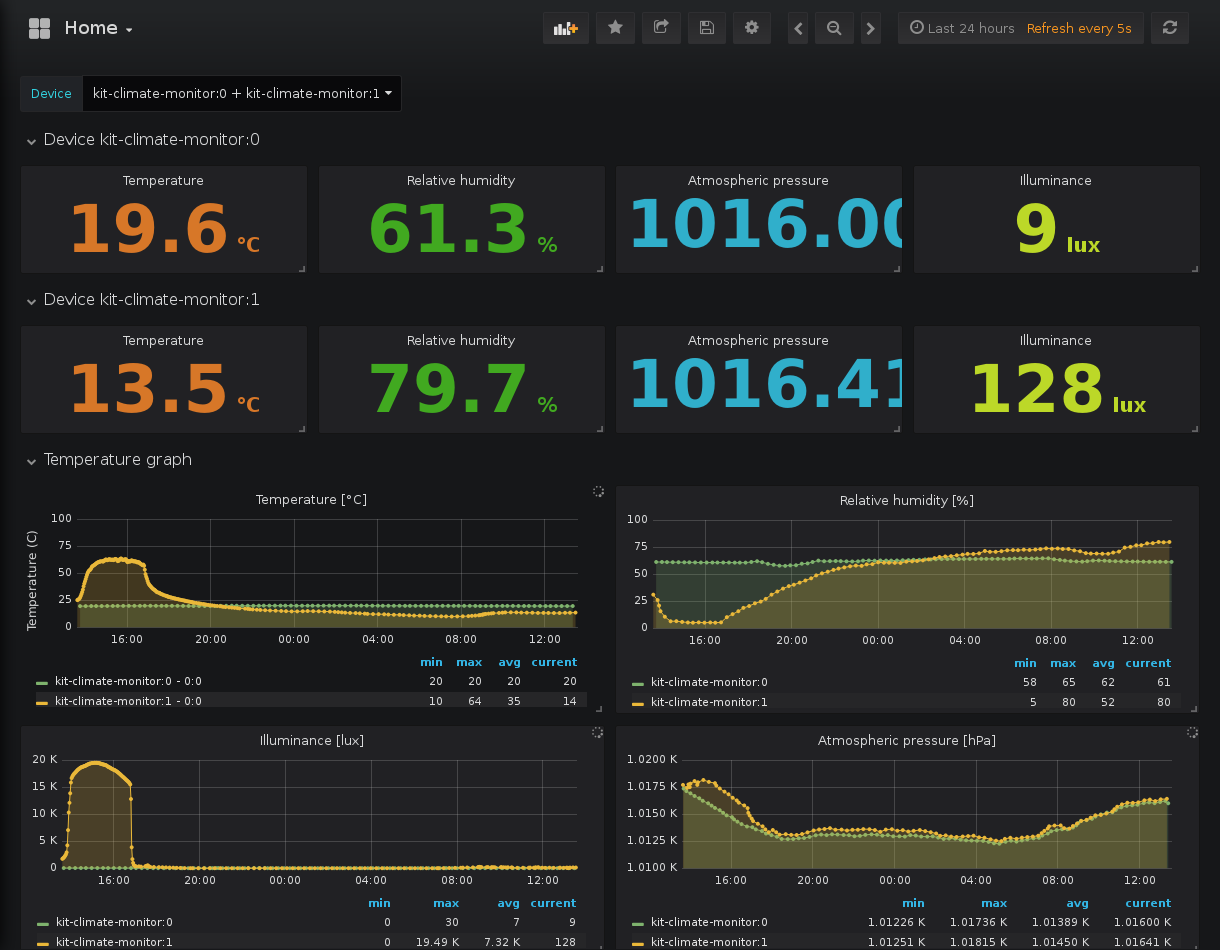 Home
Last 24 hours Refresh every 5s
Device kit-climate-monitor:0 + kit-climate-monitor:1
Device kit-climate-monitor:0
Temperature Relative humidity Atmospheric pressure Illuminance
19.6 °C 61.3 % 1016.00 9 lux
Device kit-climate-monitor:1
Temperature Relative humidity Atmospheric pressure Illuminance
13.5 °C 79.7 % 1016.41 128 lux
Temperature graph
Temperature [°C]
Temperature (C)
100
75
50
25
0
16:00 20:00 00:00 04:00 08:00 12:00
min max avg current
kit-climate-monitor:0 - 0:0 20 20 20 20
kit-climate-monitor:1 - 0:0 10 64 35 14
Relative humidity [%]
100
75
50
25
0
16:00 20:00 00:00 04:00 08:00 12:00
min max avg current
kit-climate-monitor:0 58 65 62 61
kit-climate-monitor:1 5 80 52 80
Illuminance [lux]
20 K
15 K
10 K
5 K
0
16:00 20:00 00:00 04:00 08:00 12:00
min max avg current
kit-climate-monitor:0 0 30 7 9
kit-climate-monitor:1 0 19.49 K 7.32 K 128
Atmospheric pressure [hPa]
1.0200 K
1.0175 K
1.0150 K
1.0125 K
1.0100 K
16:00 20:00 00:00 04:00 08:00 12:00
min max avg current
kit-climate-monitor:0 1.01226 K 1.01736 K 1.01389 K 1.01600 K
kit-climate-monitor:1 1.01251 K 1.01815 K 1.01450 K 1.01641 K